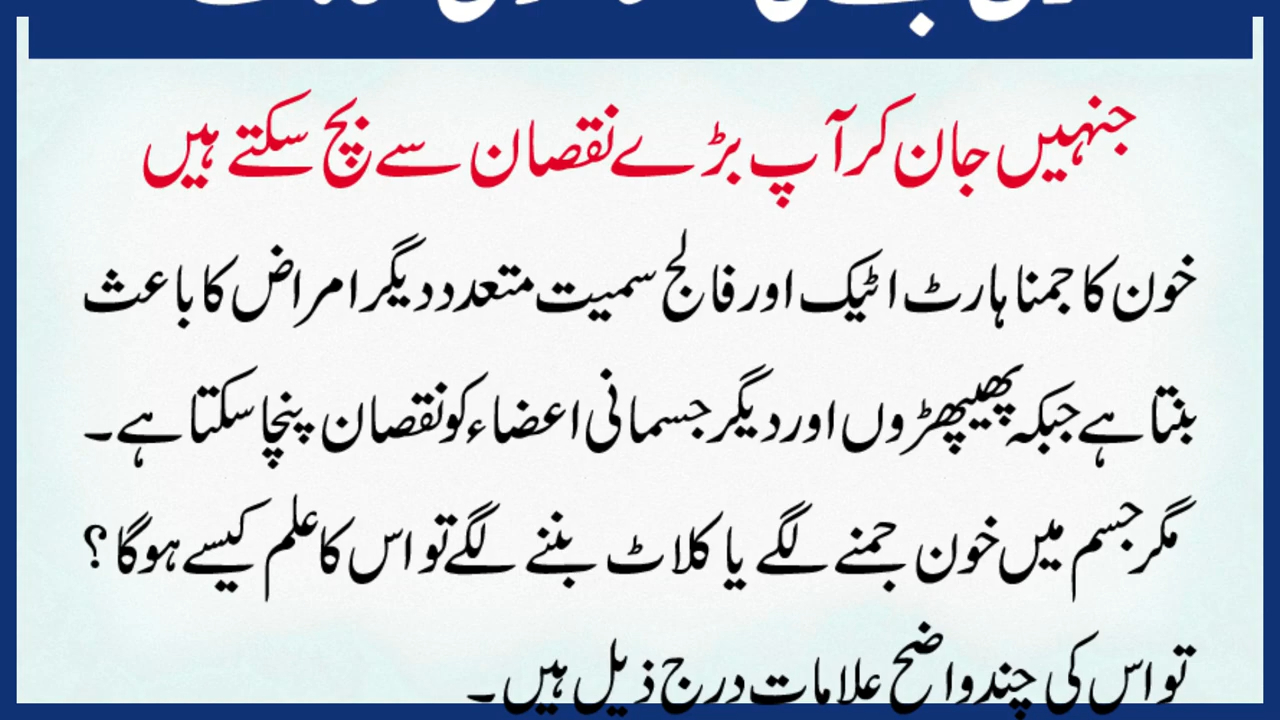 جنہیں جان کر آپ بڑے نقصان سے بچ سکتے ہیں
خون کا جمنا ہارٹ اٹیک اور فالج سمیت متعدد دیگر امراض کا باعث
بنتا ہے جبکہ پھیپھڑوں اور دیگر جسمانی اعضاء کو نقصان پہنچا سکتا ہے۔
مگر جسم میں خون جمنے لگے یا کلاٹ بننے لگے تو اس کا علم کیسے ہوگا؟
تو اس کی چند واضح علامات درج ذیل ہیں۔